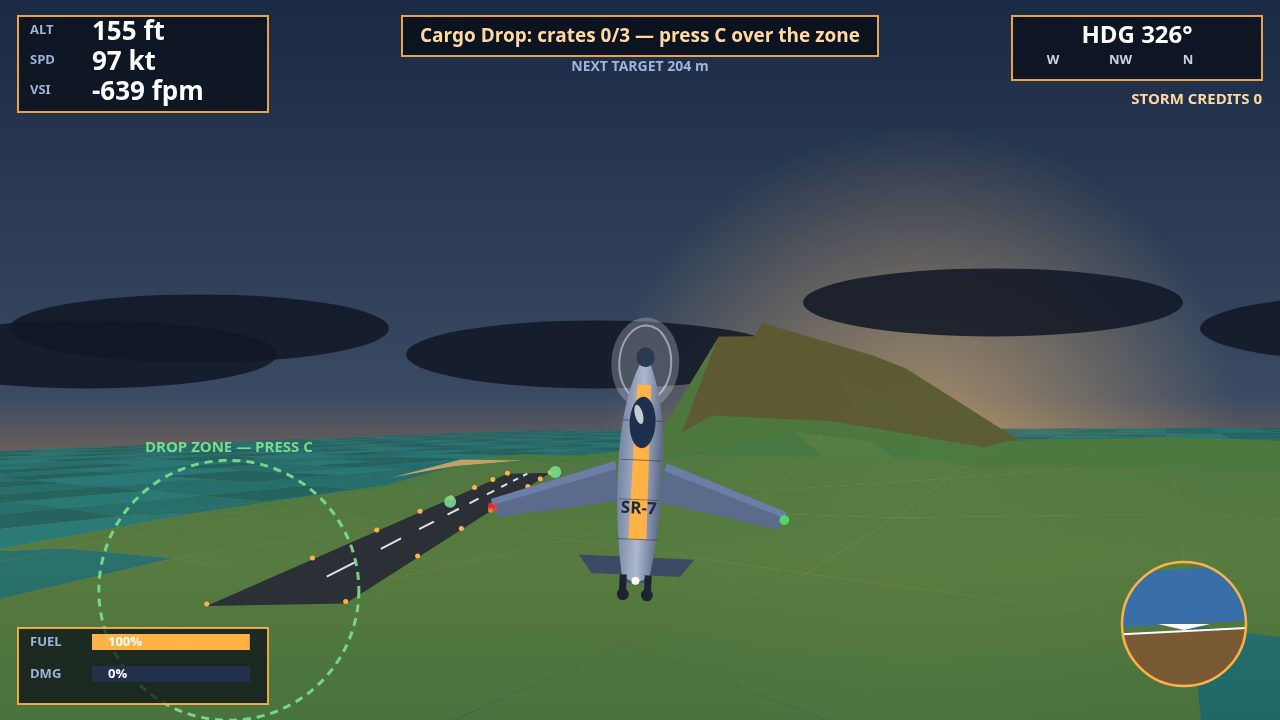 ALT 155 ft
SPD 97 kt
VSI -639 fpm
Cargo Drop: crates 0/3 — press C over the zone
NEXT TARGET 204 m
HDG 326°
W NW N
STORM CREDITS 0
DROP ZONE — PRESS C
SR-7
FUEL 100%
DMG 0%